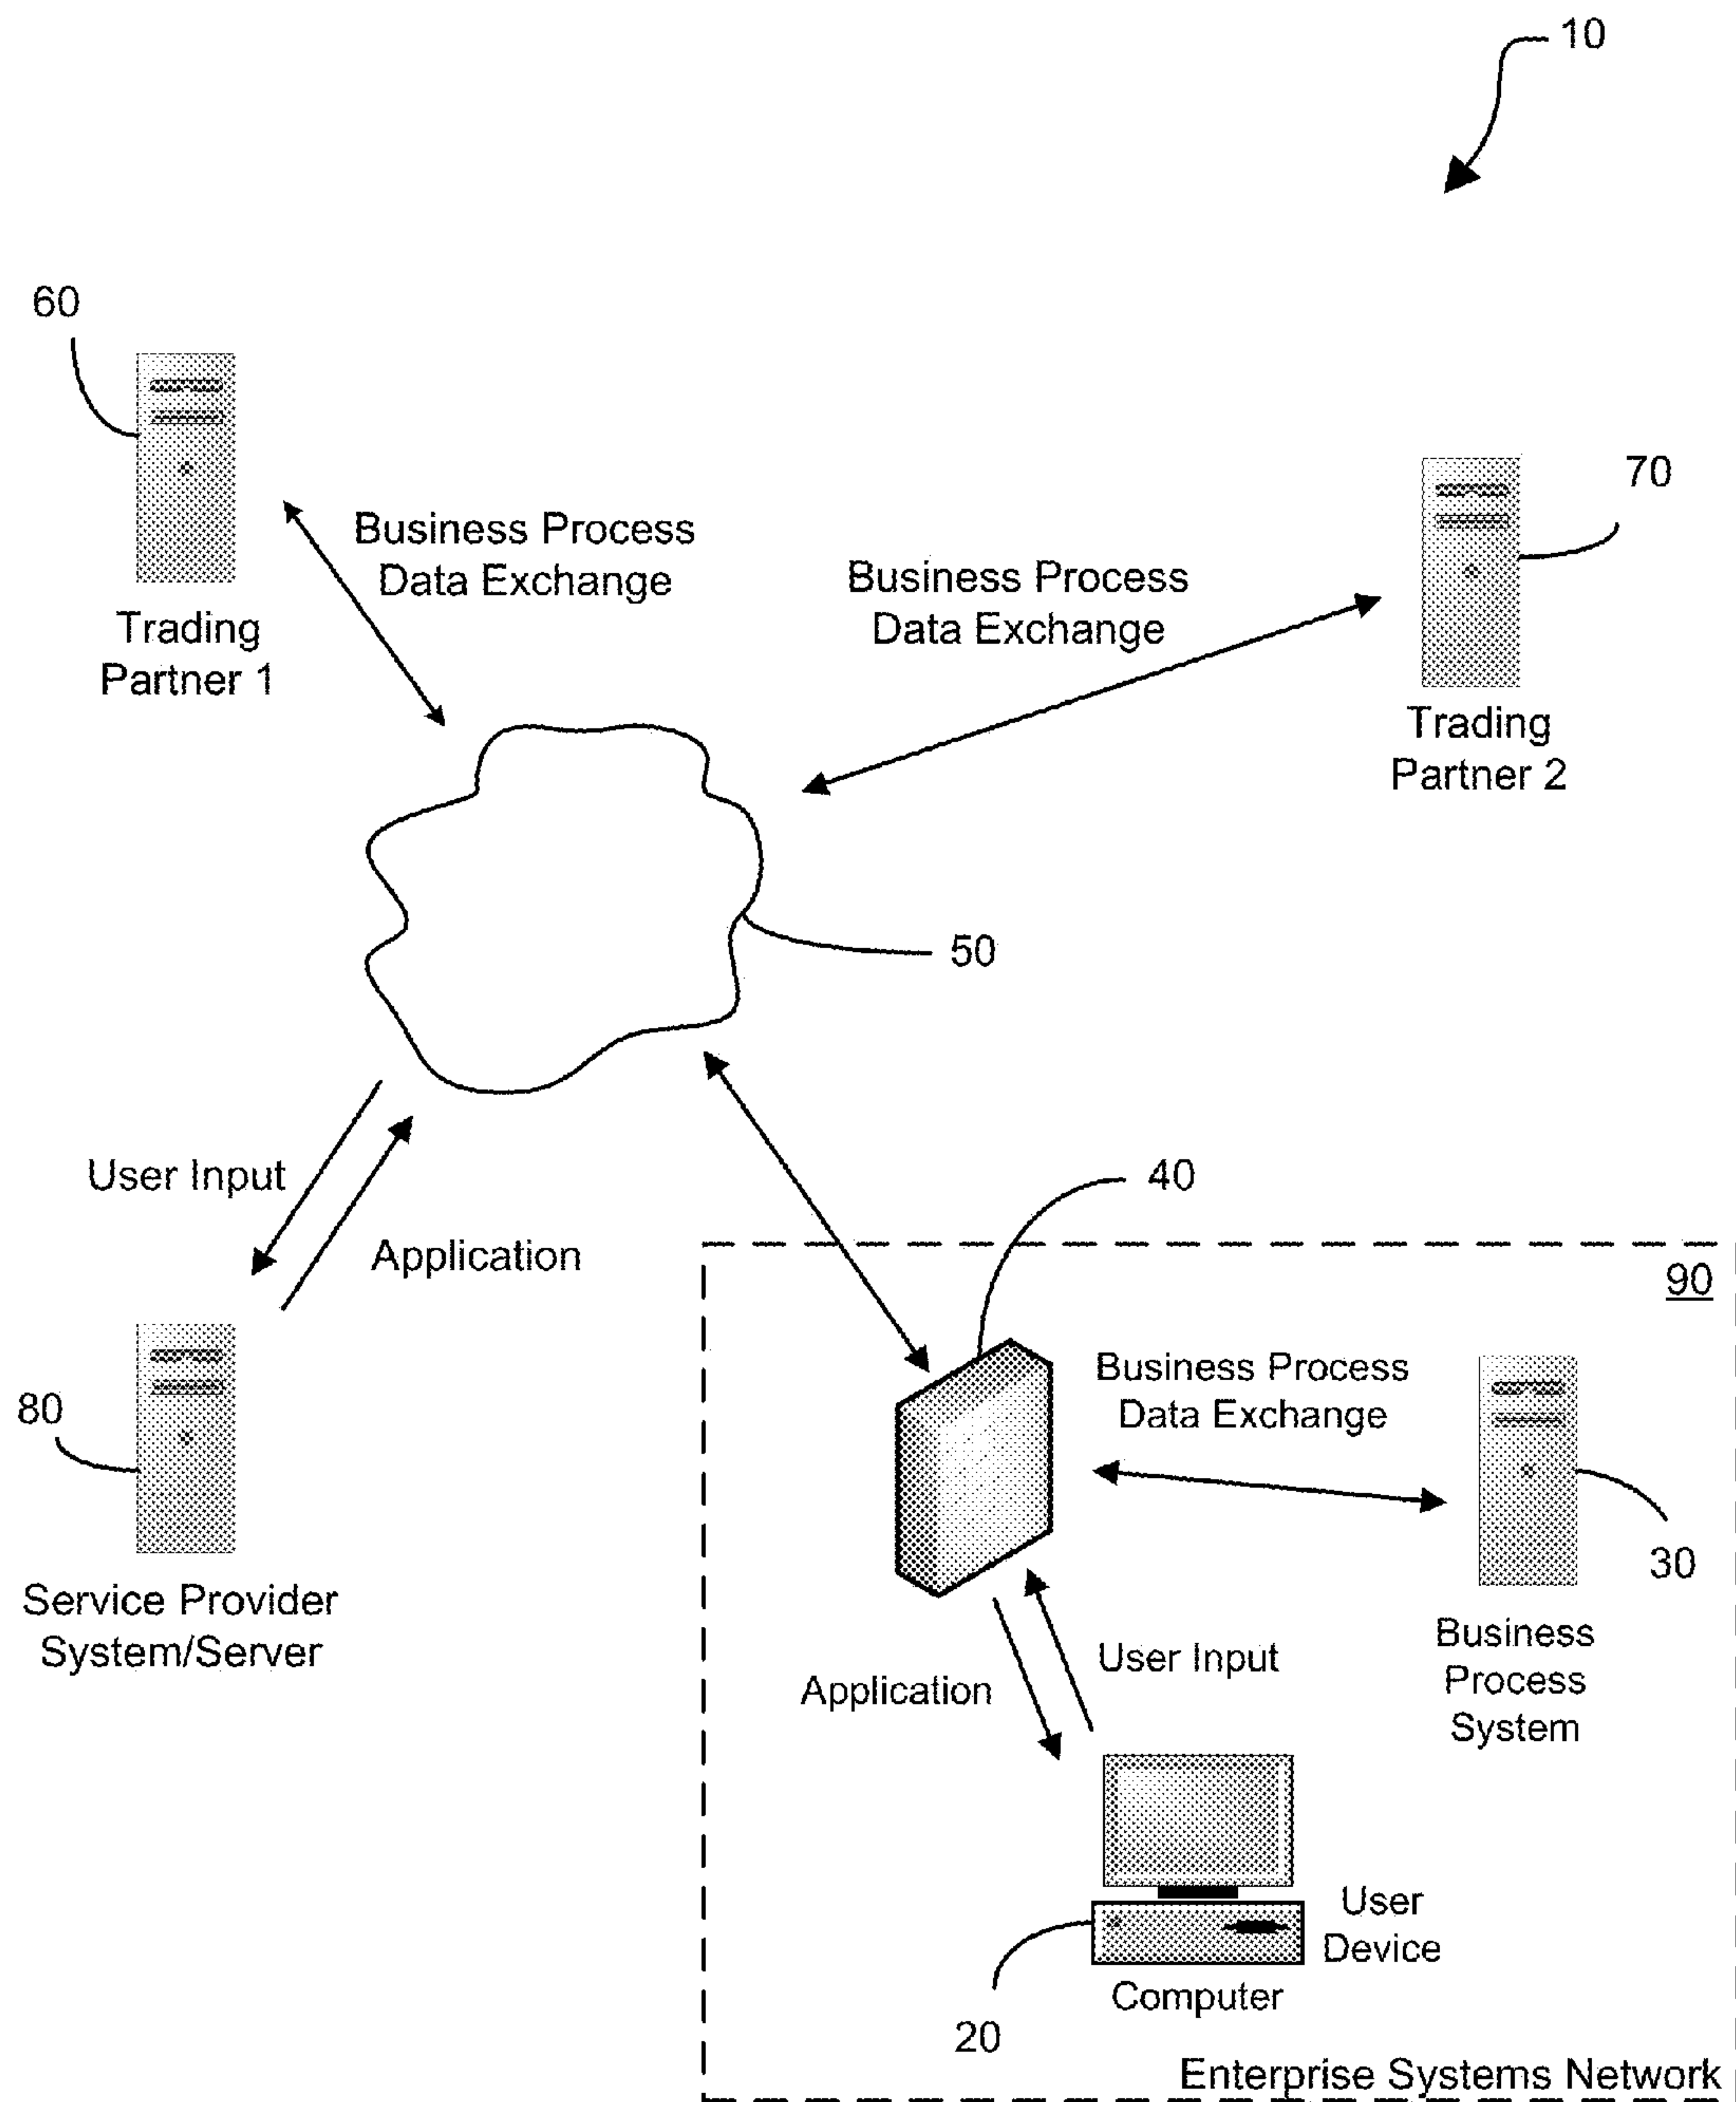 10
60
70
Business Process
Data Exchange
Business Process
Data Exchange
Trading
Partner 1
Trading
Partner 2
50
User Input
Application
40
90
Business Process
Data Exchange
80
30
Service Provider
System/Server
Business
Process
System
User Input
Application
User
Device
Computer
20
Enterprise Systems Network